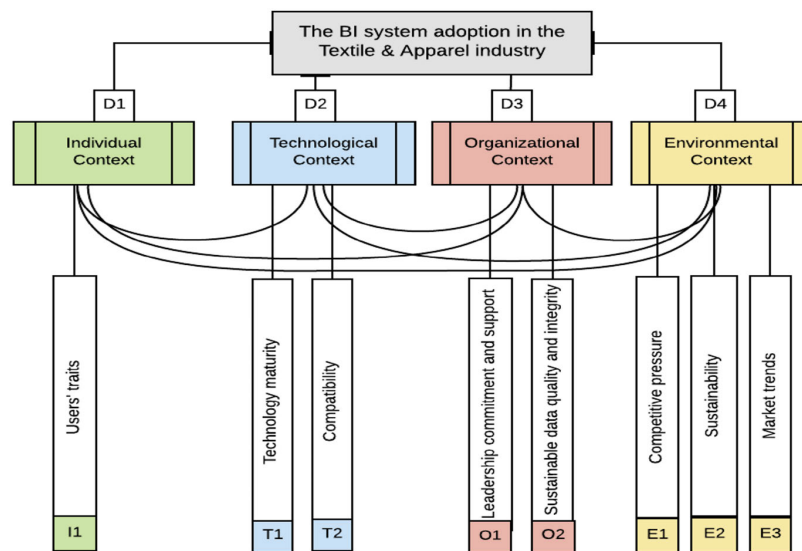 The BI system adoption in the
Textile & Apparel industry
D1
D2
D3
D4
Individual
Context
Technological
Context
Organizational
Context
Environmental
Context
Users' traits
Technology maturity
Compatibility
Leadership commitment and support
Sustainable data quality and integrity
Competitive pressure
Sustainability
Market trends
I1
T1
T2
O1
O2
E1
E2
E3